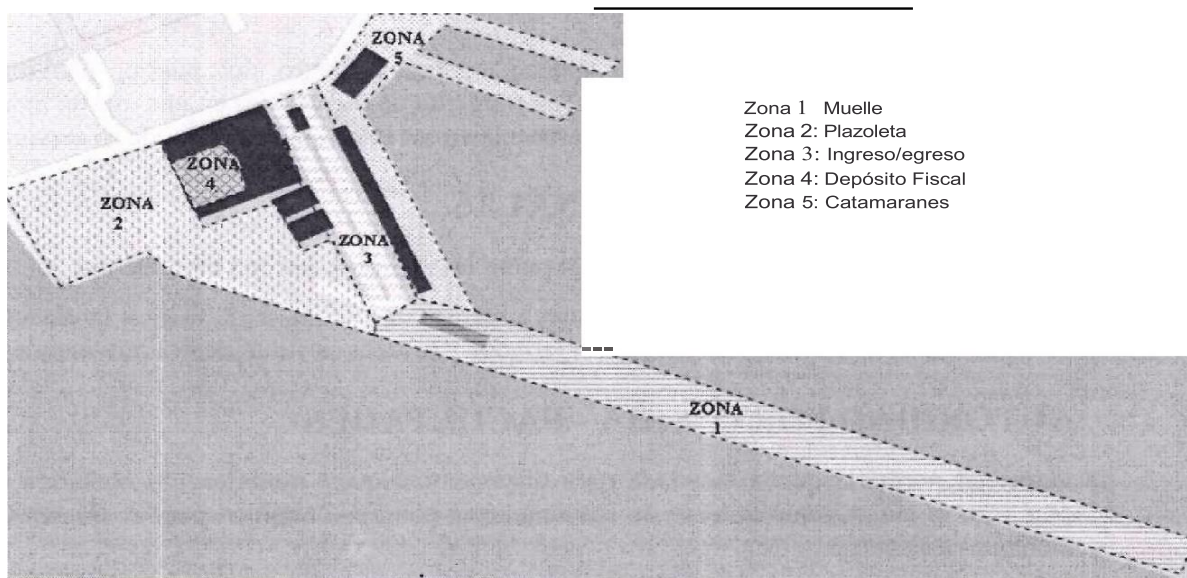 ZONA
5
ZONA
4
ZONA
2
ZONA
3
ZONA
1
Zona 1 Muelle
Zona 2: Plazoleta
Zona 3: Ingreso/egreso
Zona 4: Depósito Fiscal
Zona 5: Catamaranes